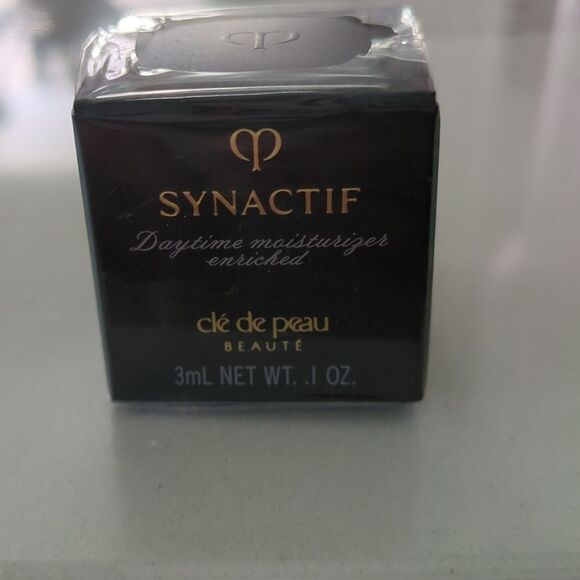 SYNACTIF
Daytime moisturizer
enriched
clé de peau
BEAUTÉ
3mL NET WT. .1 OZ.